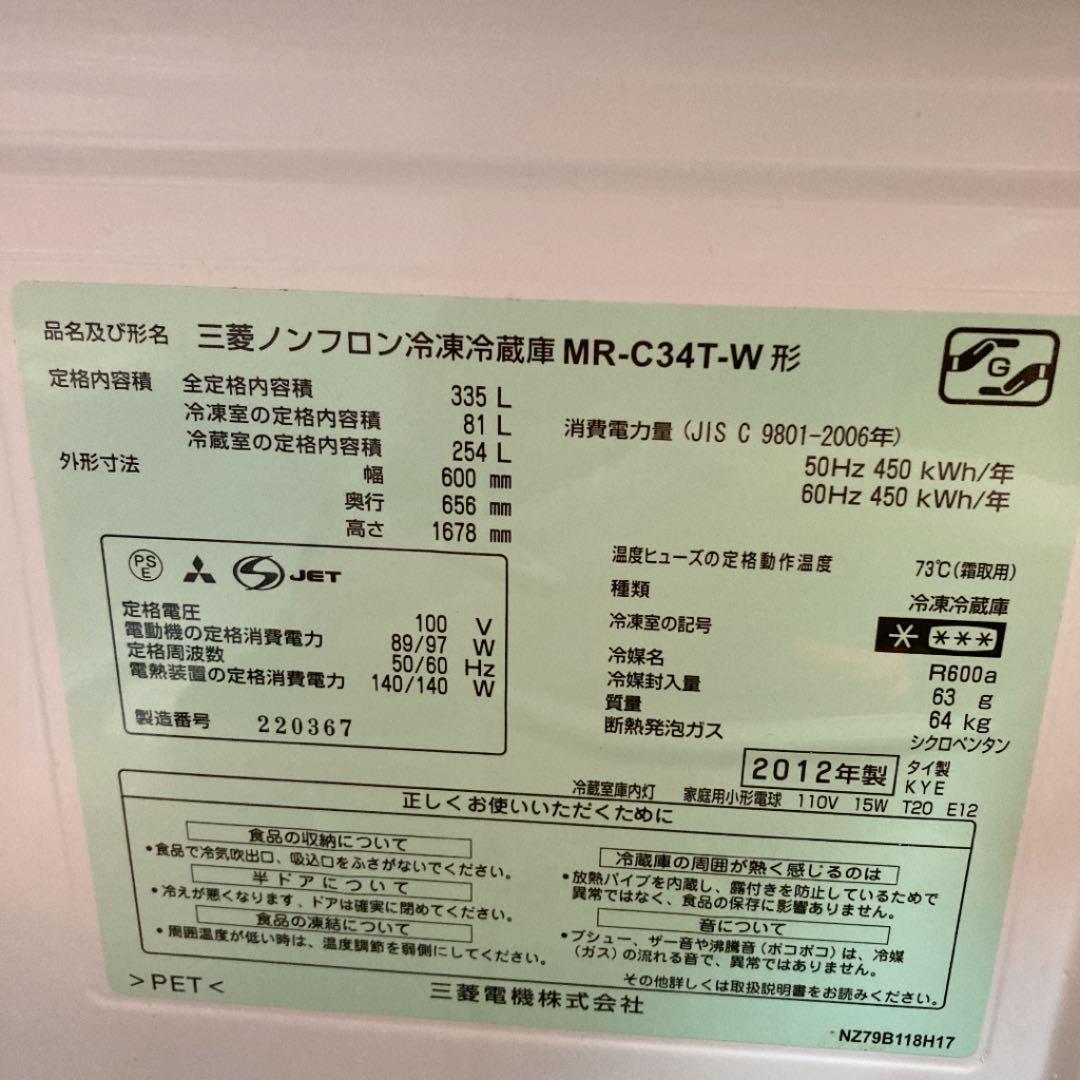 品名及び形名 三菱ノンフロン冷凍冷蔵庫 MR-C34T-W 形
定格内容積 全定格内容積 335 L
冷凍室の定格内容積 81 L
冷蔵室の定格内容積 254 L
外形寸法 幅 600 mm
奥行 656 mm
高さ 1678 mm
G
消費電力量 (JIS C 9801-2006年)
50Hz 450 kWh/年
60Hz 450 kWh/年
PS E JET
定格電圧 100 V
電動機の定格消費電力 89/97 W
定格周波数 50/60 Hz
電熱装置の定格消費電力 140/140 W
製造番号 220367
温度ヒューズの定格動作温度 73℃(霜取用)
種類 冷凍冷蔵庫
冷凍室の記号 * ***
冷媒名 R600a
冷媒封入量 63 g
質量 64 kg
断熱発泡ガス シクロペンタン
2012年製 タイ製
KYE
冷蔵室庫内灯 家庭用小形電球 110V 15W T20 E12
正しくお使いいただくために
食品の収納について
•食品で冷気吹出口、吸込口をふさがないでください。
半ドアについて
•冷えが悪くなります、ドアは確実に閉めてください。
食品の凍結について
•周囲温度が低い時は、温度調節を弱側にしてください。
冷蔵庫の周囲が熱く感じるのは
•放熱パイプを内蔵し、露付きを防止しているためで
異常ではなく、食品の保存に影響ありません。
音について
•プシュー、ザー音や沸騰音(ポコポコ)は、冷媒
(ガス)の流れる音で、異常ではありません。
その他詳しくは取扱説明書をお読みください。
>PET<
三菱電機株式会社
NZ79B118H17